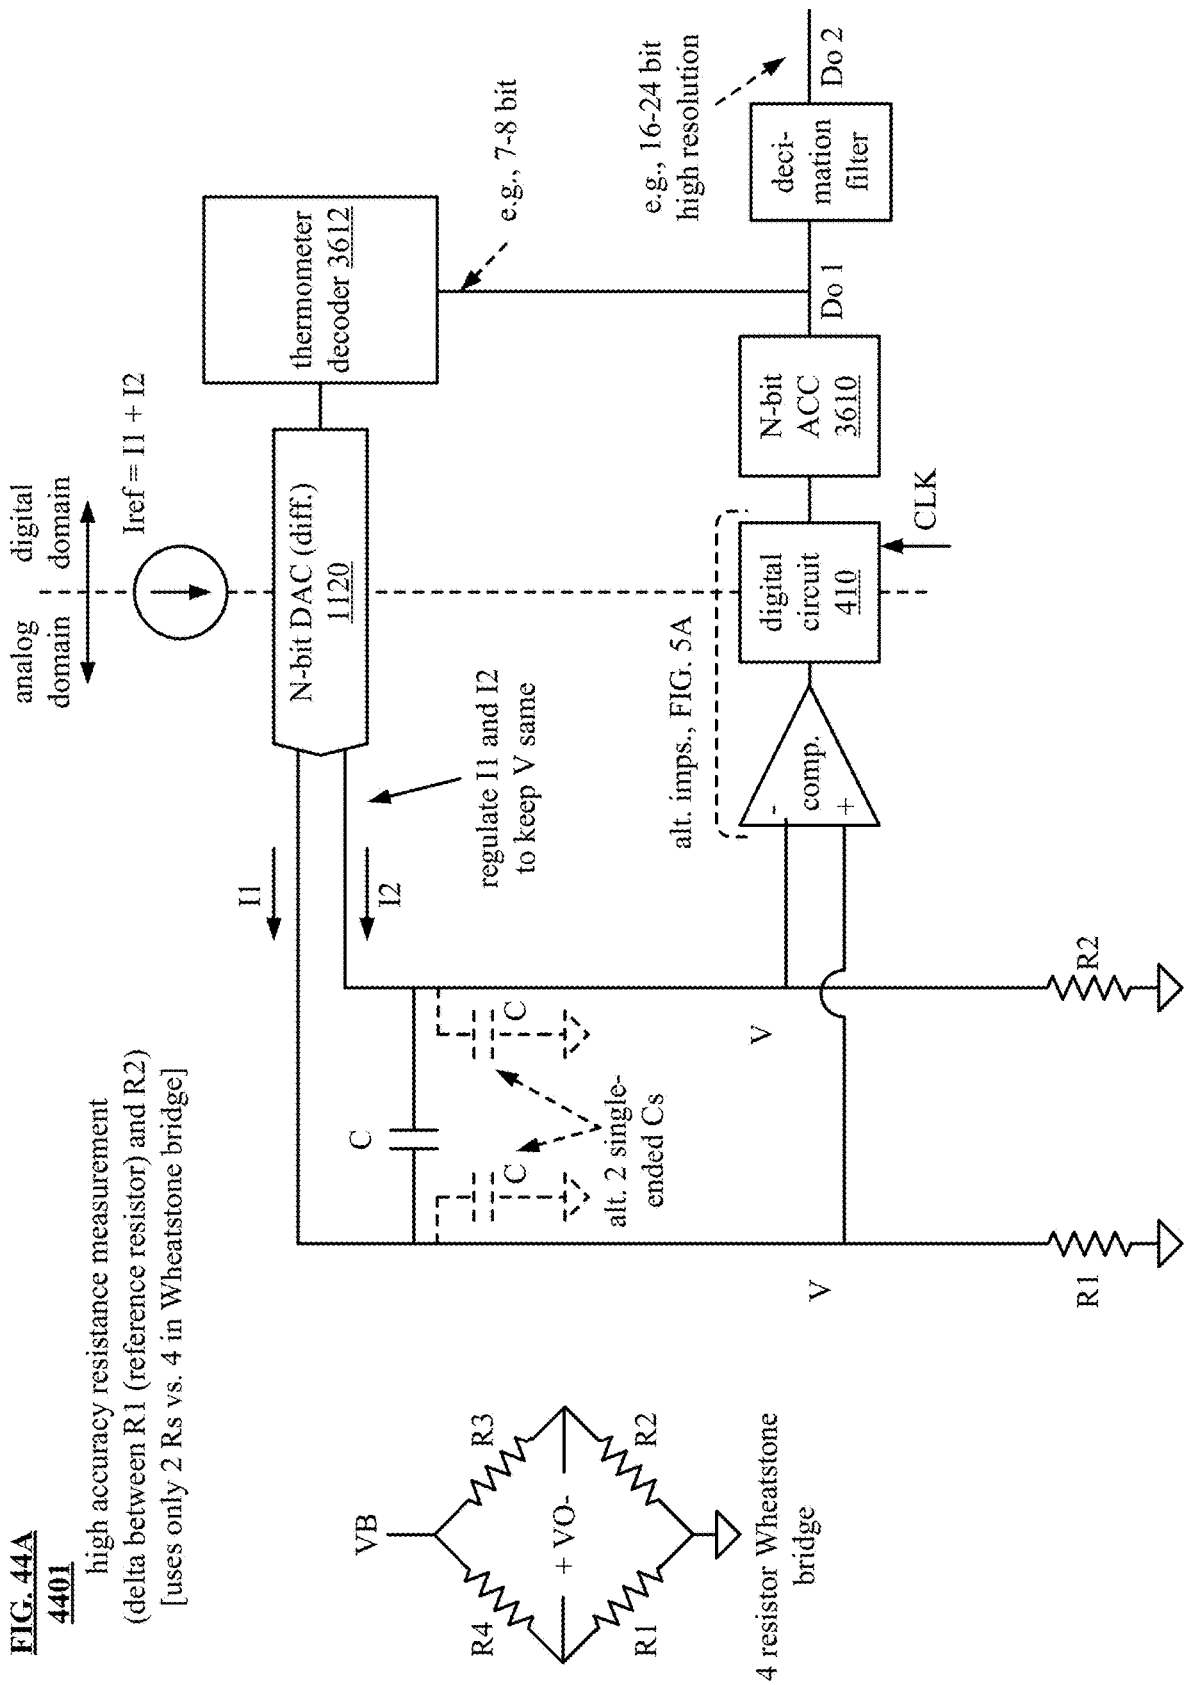 FIG. 44A
4401
high accuracy resistance measurement
(delta between R1 (reference resistor) and R2)
[uses only 2 Rs vs. 4 in Wheatstone bridge]
analog
domain
digital
domain
Iref = I1 + I2
I1
N-bit DAC (diff.)
1120
thermometer
decoder 3612
I2
regulate I1 and I2
to keep V same
e.g., 7-8 bit
C
C
C
alt. 2 single-
ended Cs
alt. imps., FIG. 5A
e.g., 16-24 bit
high resolution
V
V
-
+
comp.
digital
circuit
410
CLK
N-bit
ACC
3610
Do 1
deci-
mation
filter
Do 2
R1
R2
VB
R4
R3
+ VO-
R1
R2
4 resistor Wheatstone
bridge